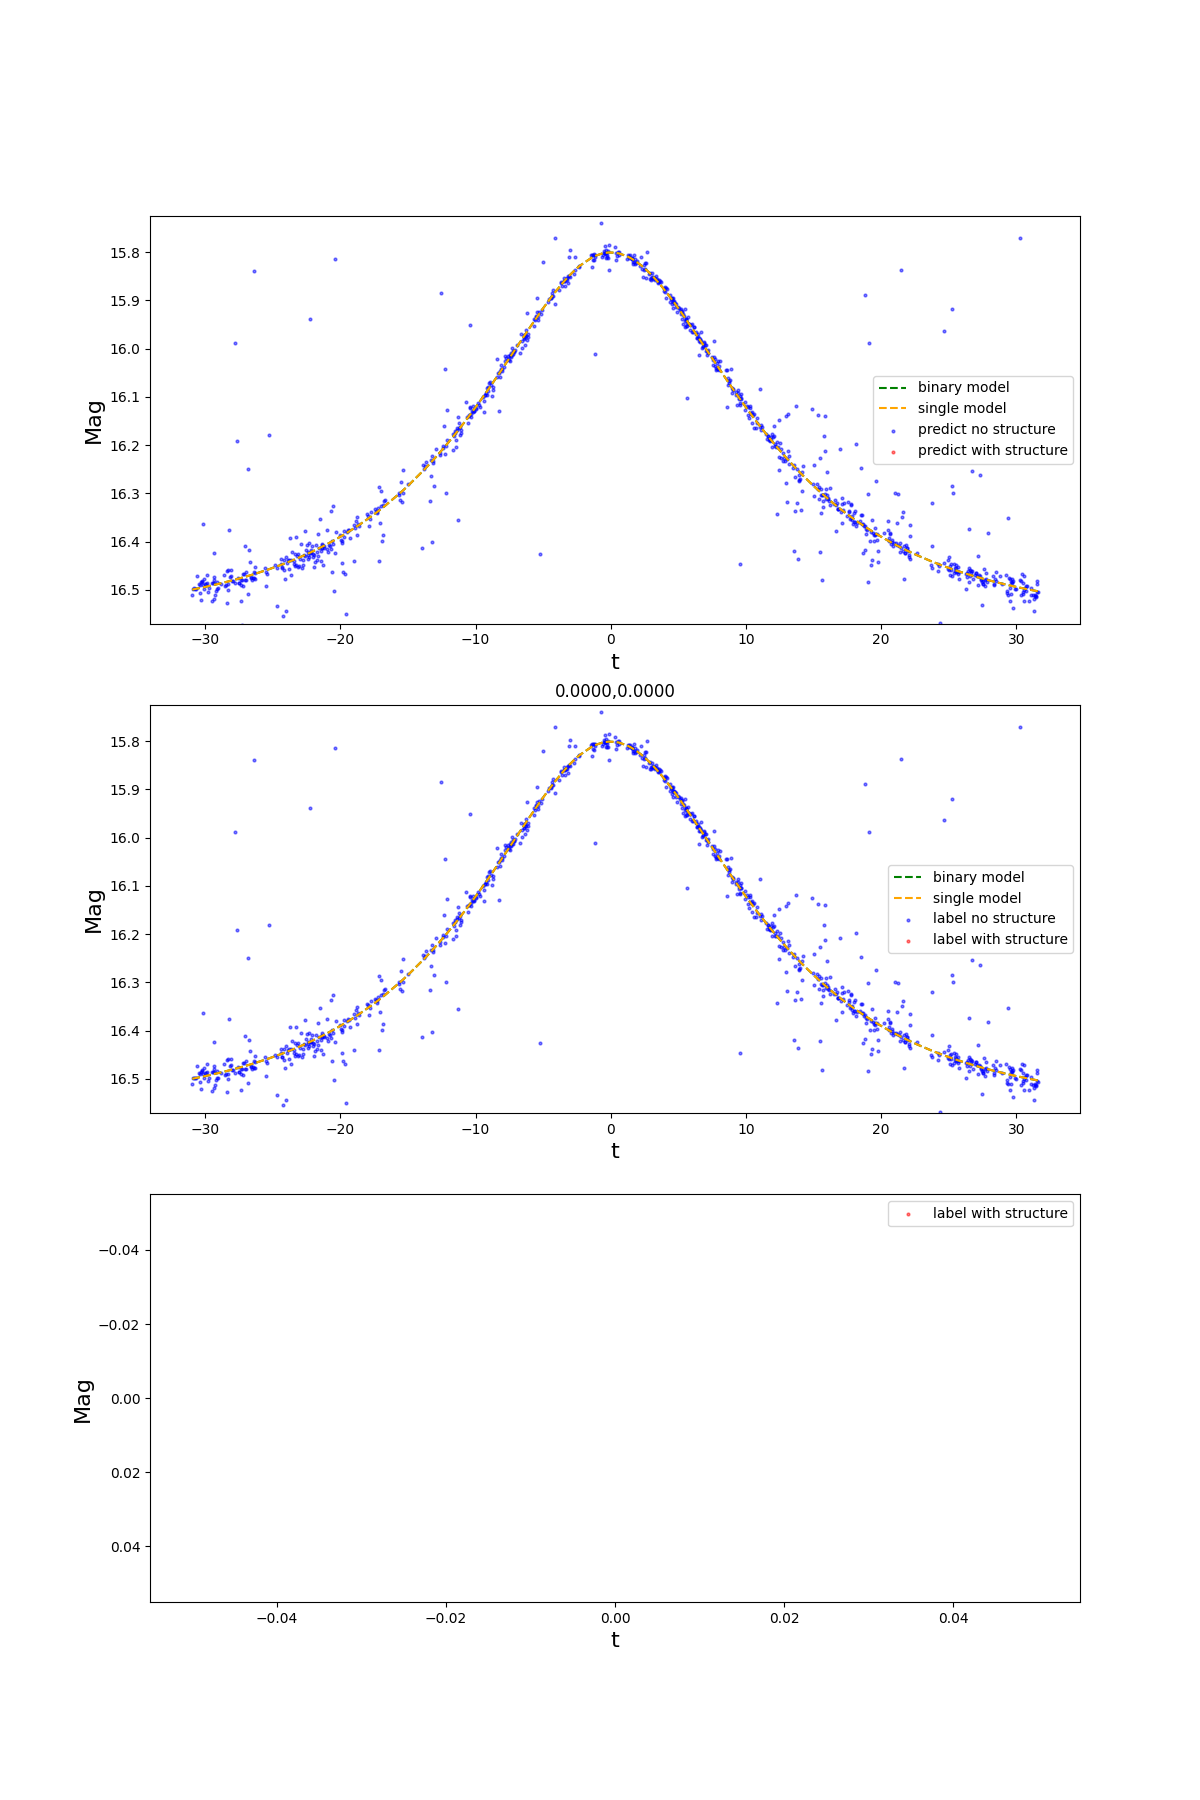 15.8
15.9
16.0
16.1
16.2
16.3
16.4
16.5
Mag
binary model
single model
predict no structure
predict with structure
−30
−20
−10
0
10
20
30
t
0.0000,0.0000
15.8
15.9
16.0
16.1
16.2
16.3
16.4
16.5
Mag
binary model
single model
label no structure
label with structure
−30
−20
−10
0
10
20
30
t
label with structure
−0.04
−0.02
0.00
0.02
0.04
Mag
−0.04
−0.02
0.00
0.02
0.04
t